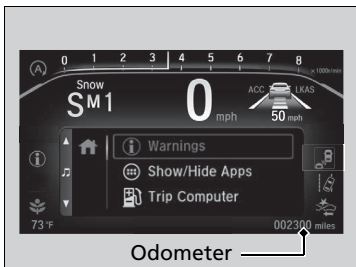 0 1 2 3 4 5 6 7 8 x1000r/min
A
Snow
SM1
0 mph
ACC LKAS
50 mph
Warnings
Show/Hide Apps
Trip Computer
73 °F
002300 miles
Odometer